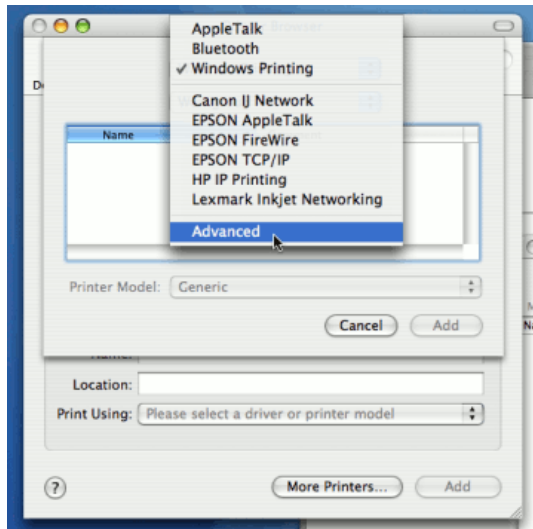 AppleTalk
Bluetooth
✓ Windows Printing
Canon IJ Network
EPSON AppleTalk
EPSON FireWire
EPSON TCP/IP
HP IP Printing
Lexmark Inkjet Networking
Advanced
Name
Printer Model: Generic
Cancel Add
Name:
Location:
Print Using: Please select a driver or printer model
? More Printers... Add